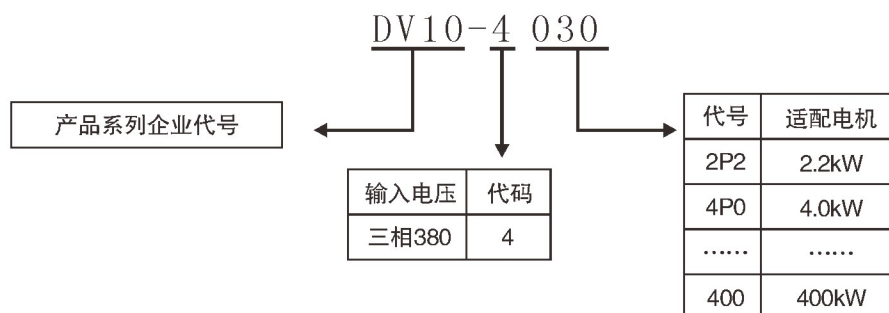 DV10-4 030
产品系列企业代号
输入电压 代码
三相380 4
代号 适配电机
2P2 2.2kW
4P0 4.0kW
…… ……
400 400kW